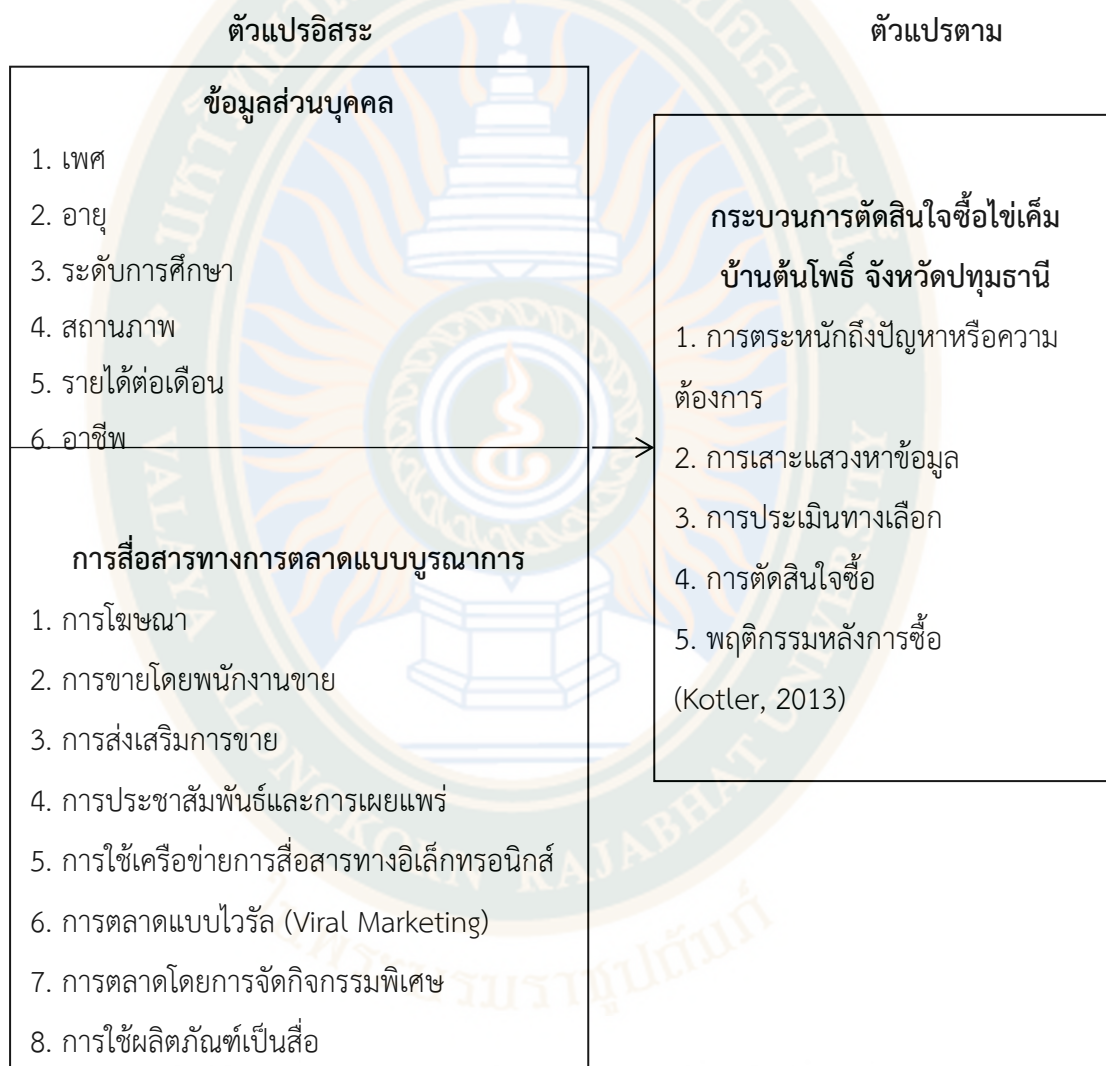 ตัวแปรอิสระ
ตัวแปรตาม
ข้อมูลส่วนบุคคล
1. เพศ
2. อายุ
3. ระดับการศึกษา
4. สถานภาพ
5. รายได้ต่อเดือน
6. อาชีพ
การสื่อสารทางการตลาดแบบบูรณาการ
1. การโฆษณา
2. การขายโดยพนักงานขาย
3. การส่งเสริมการขาย
4. การประชาสัมพันธ์และการเผยแพร่
5. การใช้เครือข่ายการสื่อสารทางอิเล็กทรอนิกส์
6. การตลาดแบบไวรัล (Viral Marketing)
7. การตลาดโดยการจัดกิจกรรมพิเศษ
8. การใช้ผลิตภัณฑ์เป็นสื่อ
กระบวนการตัดสินใจซื้อไข่เค็ม
บ้านต้นโพธิ์ จังหวัดปทุมธานี
1. การตระหนักถึงปัญหาหรือความ
ต้องการ
2. การเสาะแสวงหาข้อมูล
3. การประเมินทางเลือก
4. การตัดสินใจซื้อ
5. พฤติกรรมหลังการซื้อ
(Kotler, 2013)
VALAYA ALONGKORN RAJABHAT UNIVERSITY